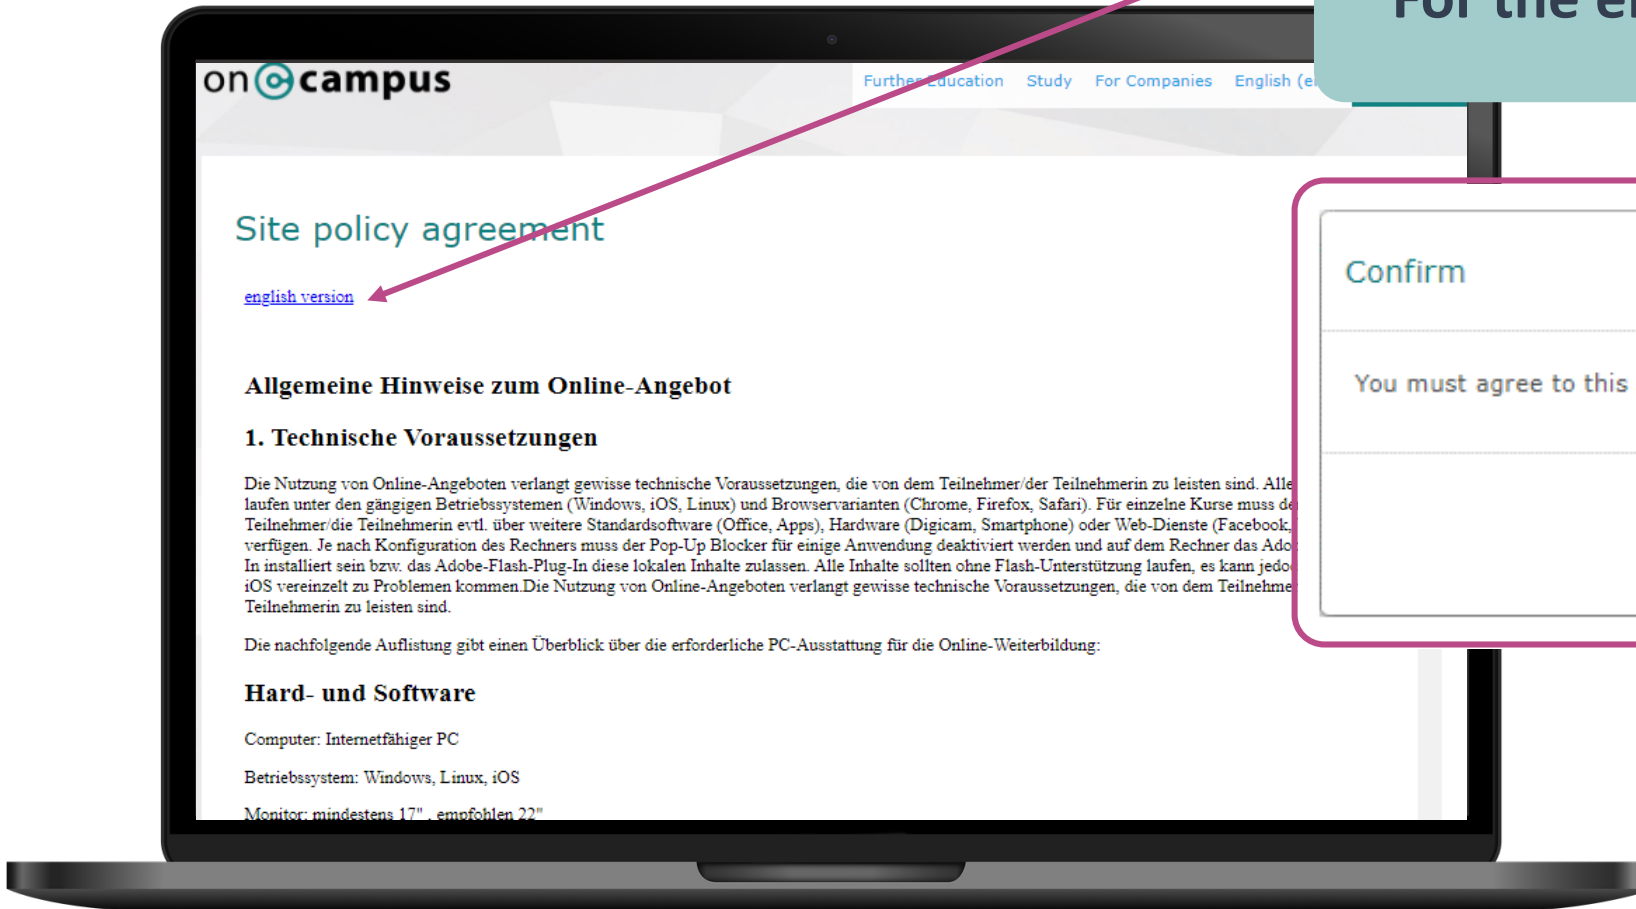 For the
on campus
Further Education Study For Companies English
Site policy agreement
english version
Allgemeine Hinweise zum Online-Angebot
1. Technische Voraussetzungen
Die Nutzung von Online-Angeboten verlangt gewisse technische Voraussetzungen, die von dem Teilnehmer/der Teilnehmerin zu leisten sind. Alle
laufen unter den gängigen Betriebssystemen (Windows, iOS, Linux) und Browservarianten (Chrome, Firefox, Safari). Für einzelne Kurse muss
Teilnehmer/die Teilnehmerin evtl. über weitere Standardsoftware (Office, Apps), Hardware (Digicam, Smartphone) oder Web-Dienste (Facebook,
verfügen. Je nach Konfiguration des Rechners muss der Pop-Up Blocker für einige Anwendung deaktiviert werden und auf dem Rechner das
In installiert sein bzw. das Adobe-Flash-Plug-In diese lokalen Inhalte zulassen. Alle Inhalte sollten ohne Flash-Unterstützung laufen, es kann
iOS vereinzelt zu Problemen kommen.Die Nutzung von Online-Angeboten verlangt gewisse technische Voraussetzungen, die von dem
Teilnehmerin zu leisten sind.
Die nachfolgende Auflistung gibt einen Überblick über die erforderliche PC-Ausstattung für die Online-Weiterbildung:
Hard- und Software
Computer: Internetfähiger PC
Betriebssystem: Windows, Linux, iOS
Monitor: mindestens 17" , empfohlen 22"
Confirm
You must agree to this